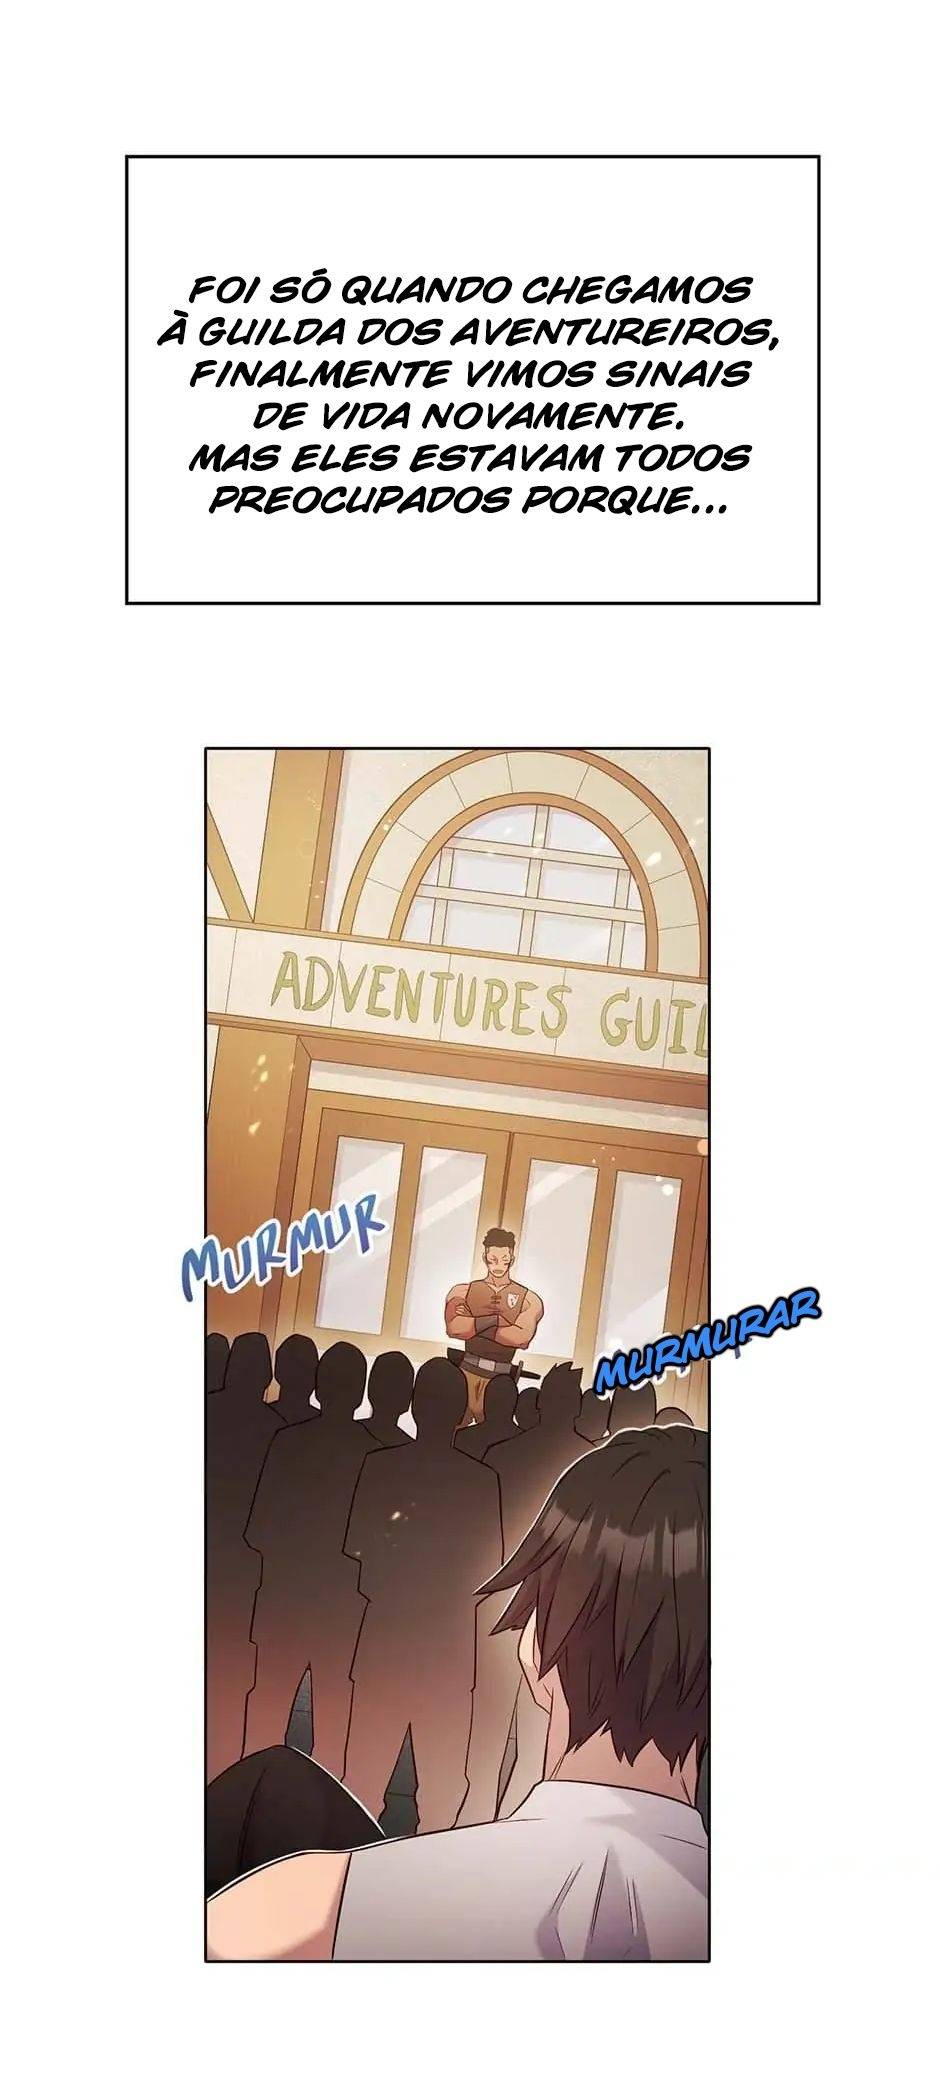 FOI SÓ QUANDO CHEGAMOS
À GUILDA DOS AVENTUREIROS,
FINALMENTE VIMOS SINAIS
DE VIDA NOVAMENTE.
MAS ELES ESTAVAM TODOS
PREOCUPADOS PORQUE...
ADVENTURES GUIL
MURMUR
MURMURAR